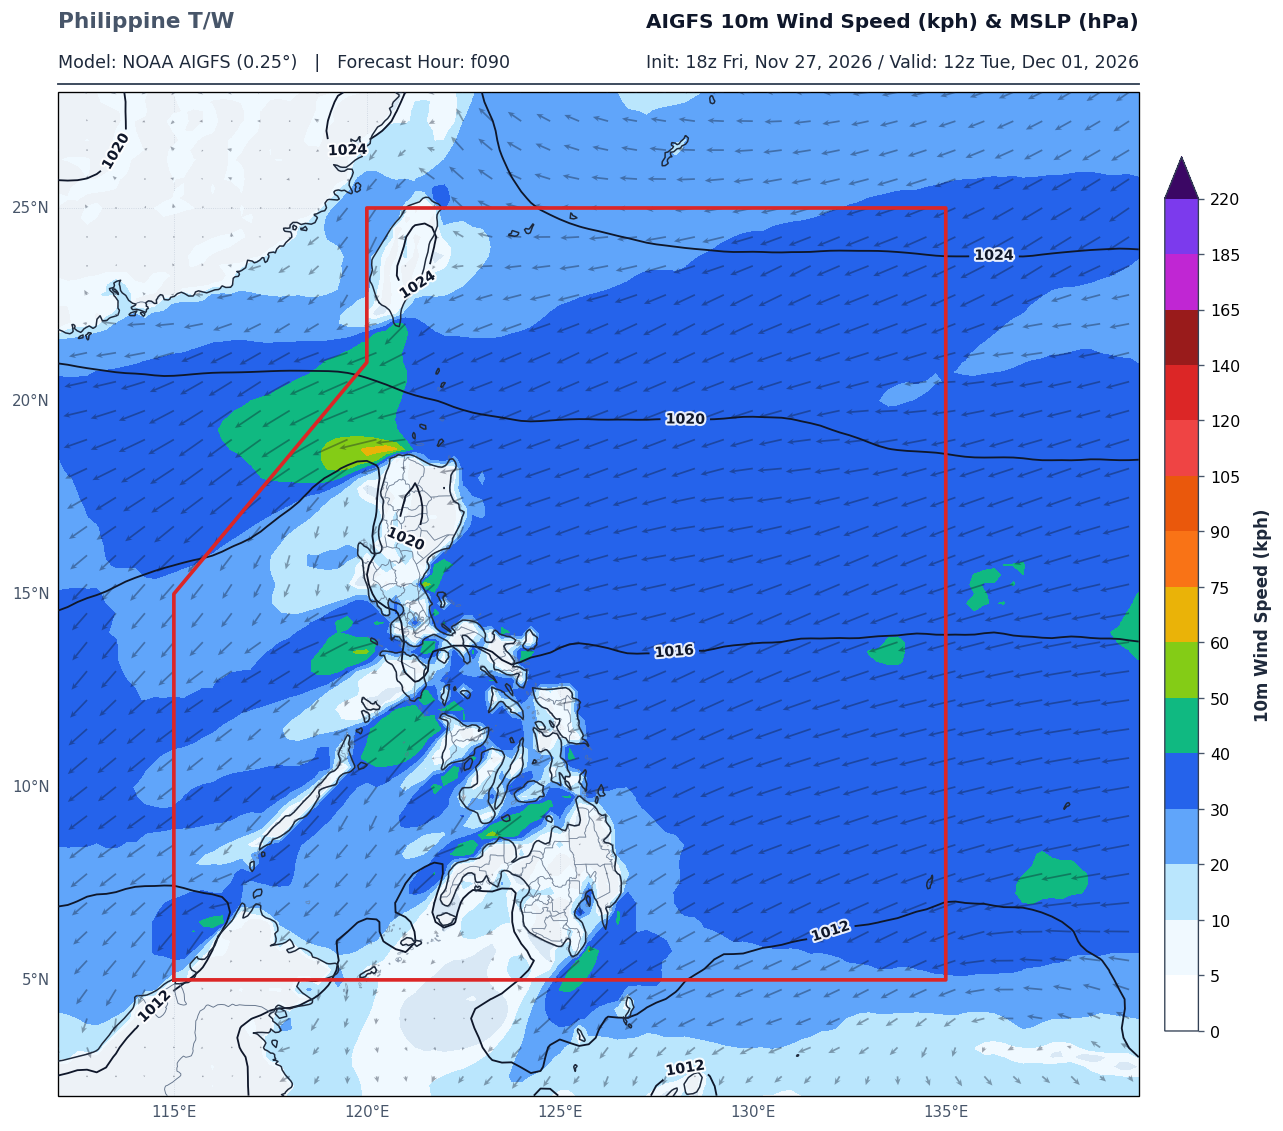 Philippine T/W
AIGFS 10m Wind Speed (kph) & MSLP (hPa)
Model: NOAA AIGFS (0.25°) | Forecast Hour: f090
Init: 18z Fri, Nov 27, 2026 / Valid: 12z Tue, Dec 01, 2026
1020
1024
25°N
1024
1024
20°N
1020
1020
15°N
1016
10°N
1012
5°N
1012
1012
115°E
120°E
125°E
130°E
135°E
220
185
165
140
120
105
90
75
60
50
40
30
20
10
5
0
10m Wind Speed (kph)